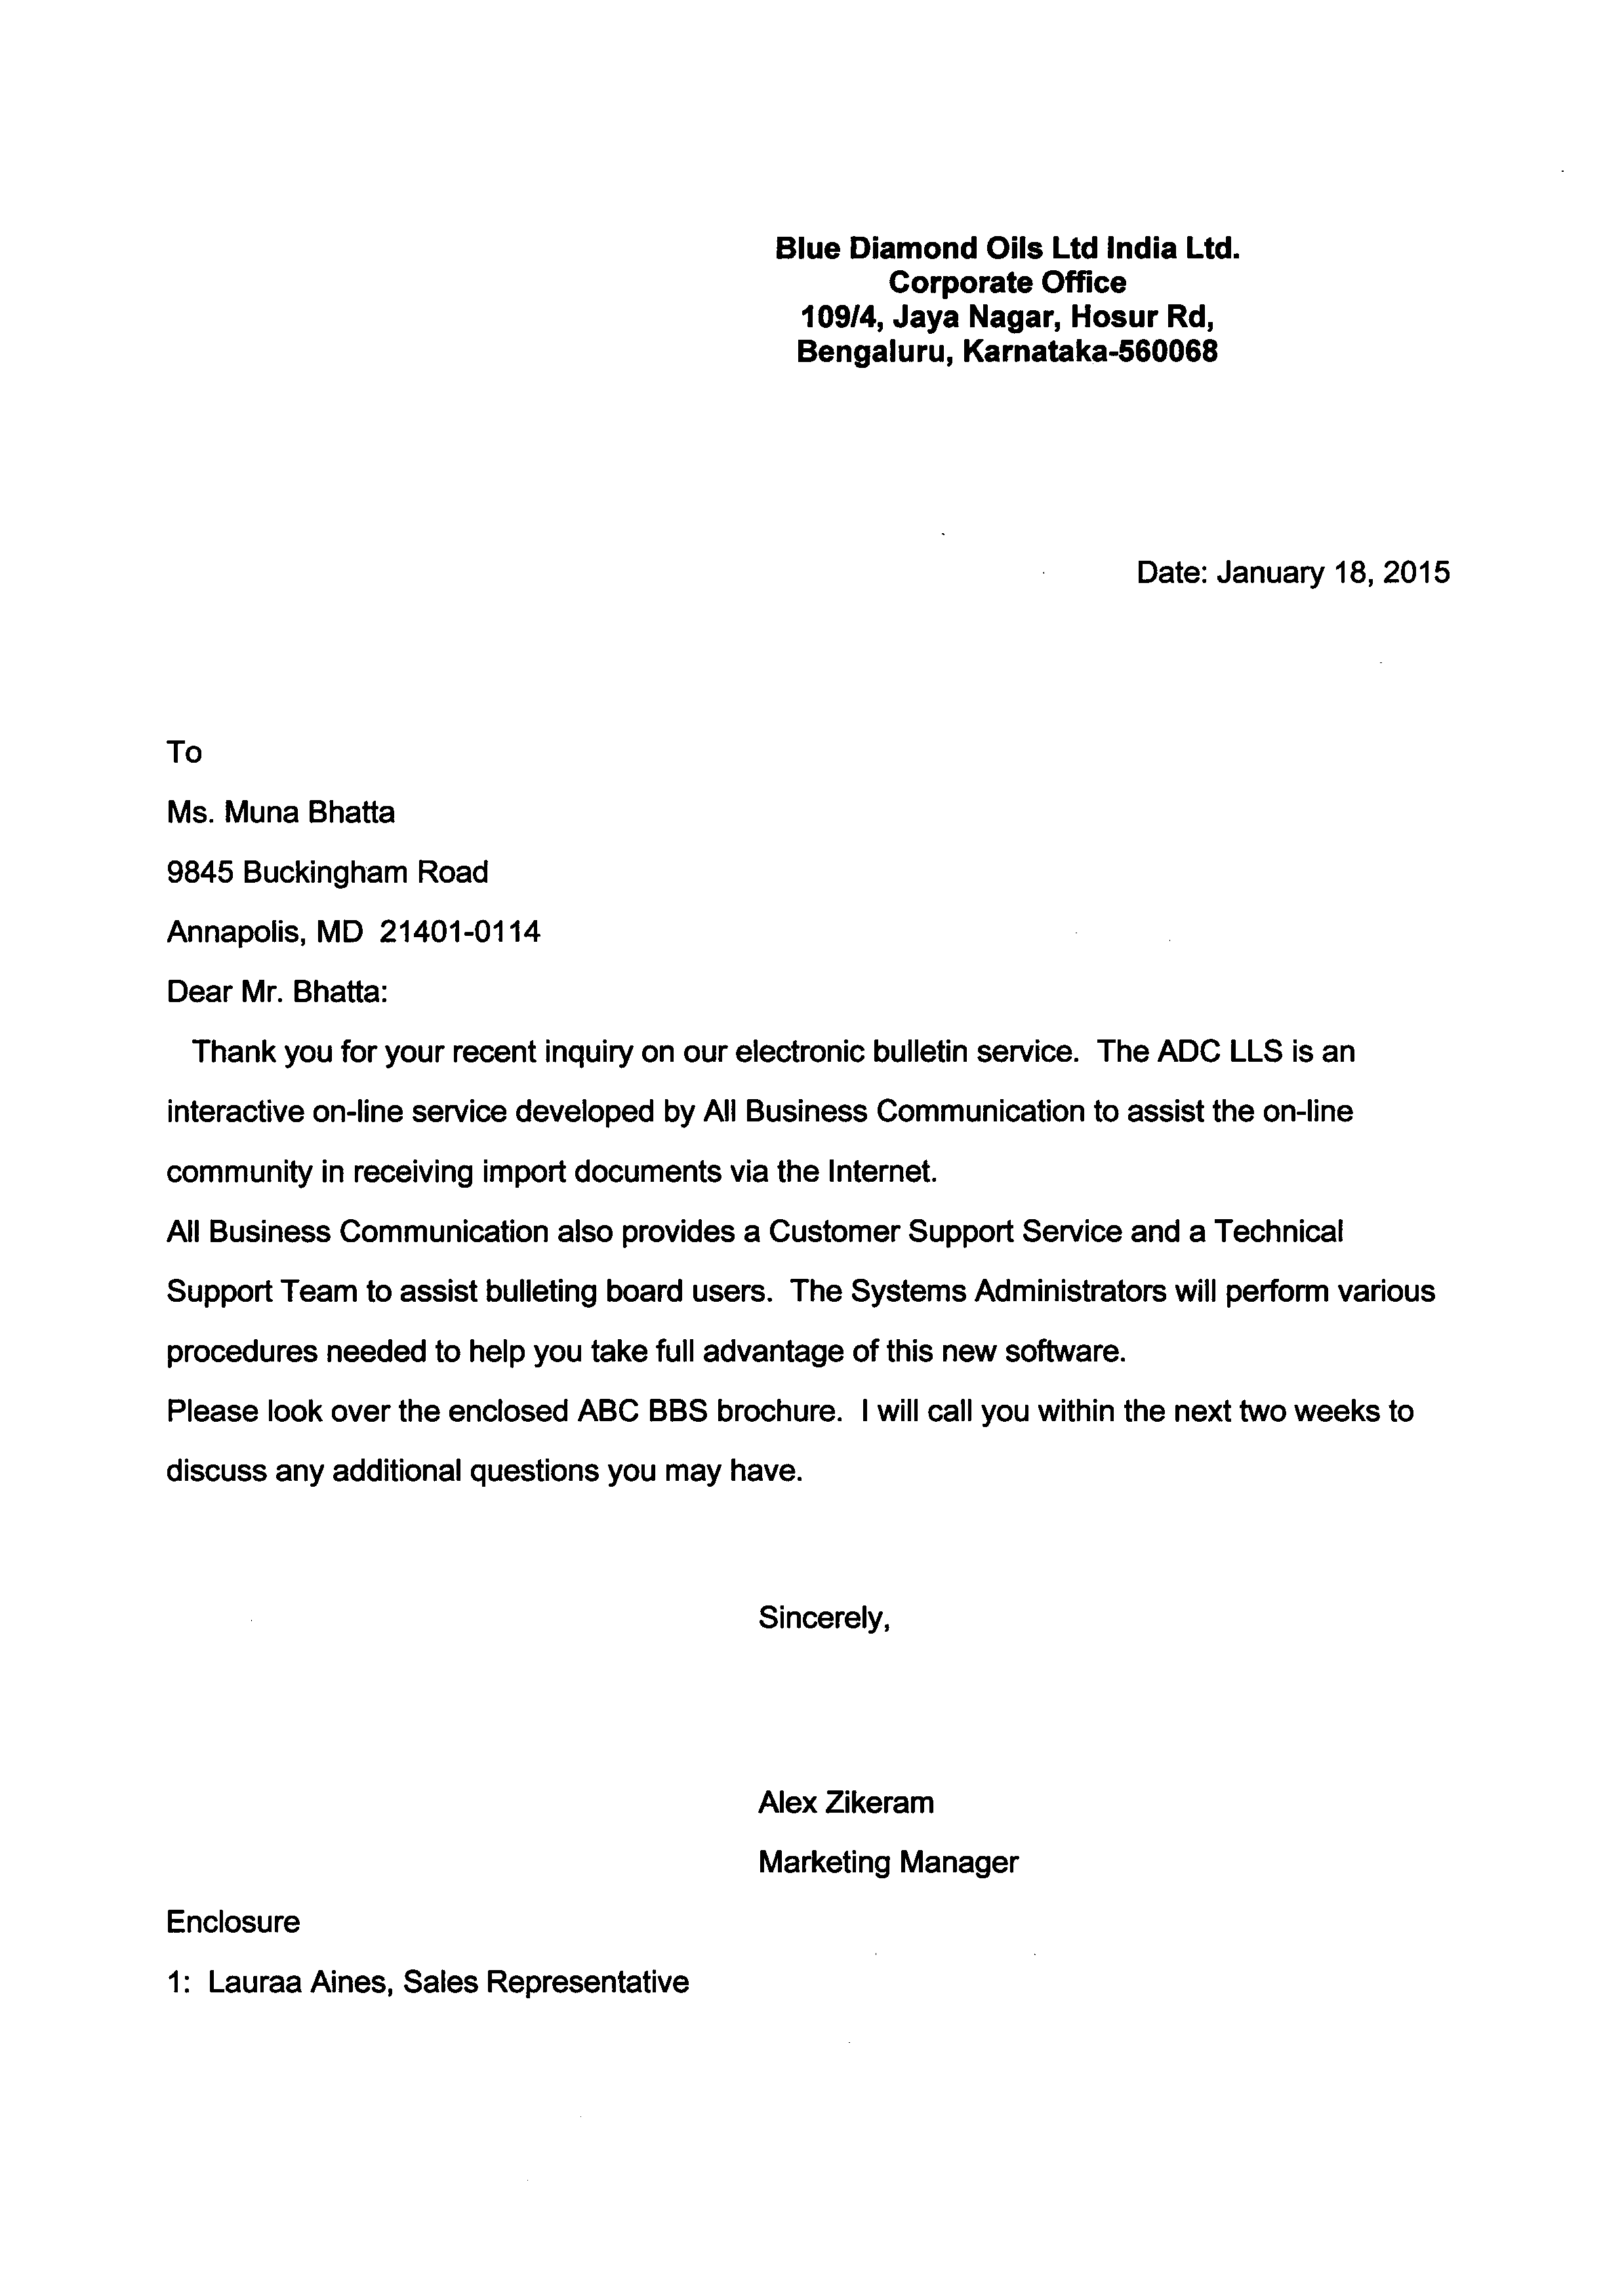 Blue Diamond Oils Ltd India Ltd.
Corporate Office
109/4, Jaya Nagar, Hosur Rd,
Bengaluru, Karnataka-560068
Date: January 18, 2015
To
Ms. Muna Bhatta
9845 Buckingham Road
Annapolis, MD  21401-0114
Dear Mr. Bhatta:
Thank you for your recent inquiry on our electronic bulletin service.  The ADC LLS is an
interactive on-line service developed by All Business Communication to assist the on-line
community in receiving import documents via the Internet.
All Business Communication also provides a Customer Support Service and a Technical
Support Team to assist bulleting board users.  The Systems Administrators will perform various
procedures needed to help you take full advantage of this new software.
Please look over the enclosed ABC BBS brochure.  I will call you within the next two weeks to
discuss any additional questions you may have.
Sincerely,
Alex Zikeram
Marketing Manager
Enclosure
1:  Lauraa Aines, Sales Representative